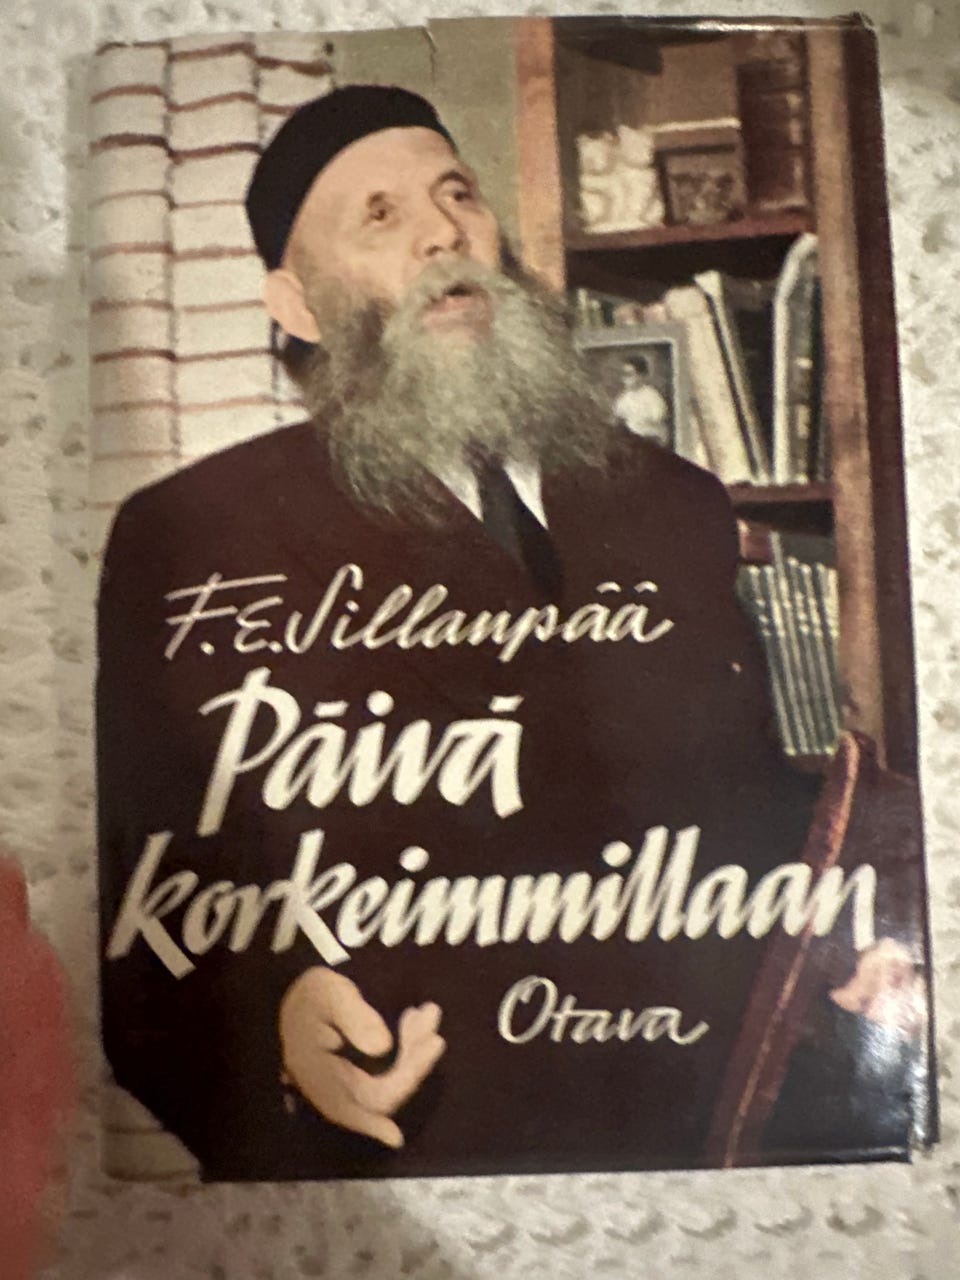 F. E. Sillanpää
Päivä
korkeimmillaan
Otava